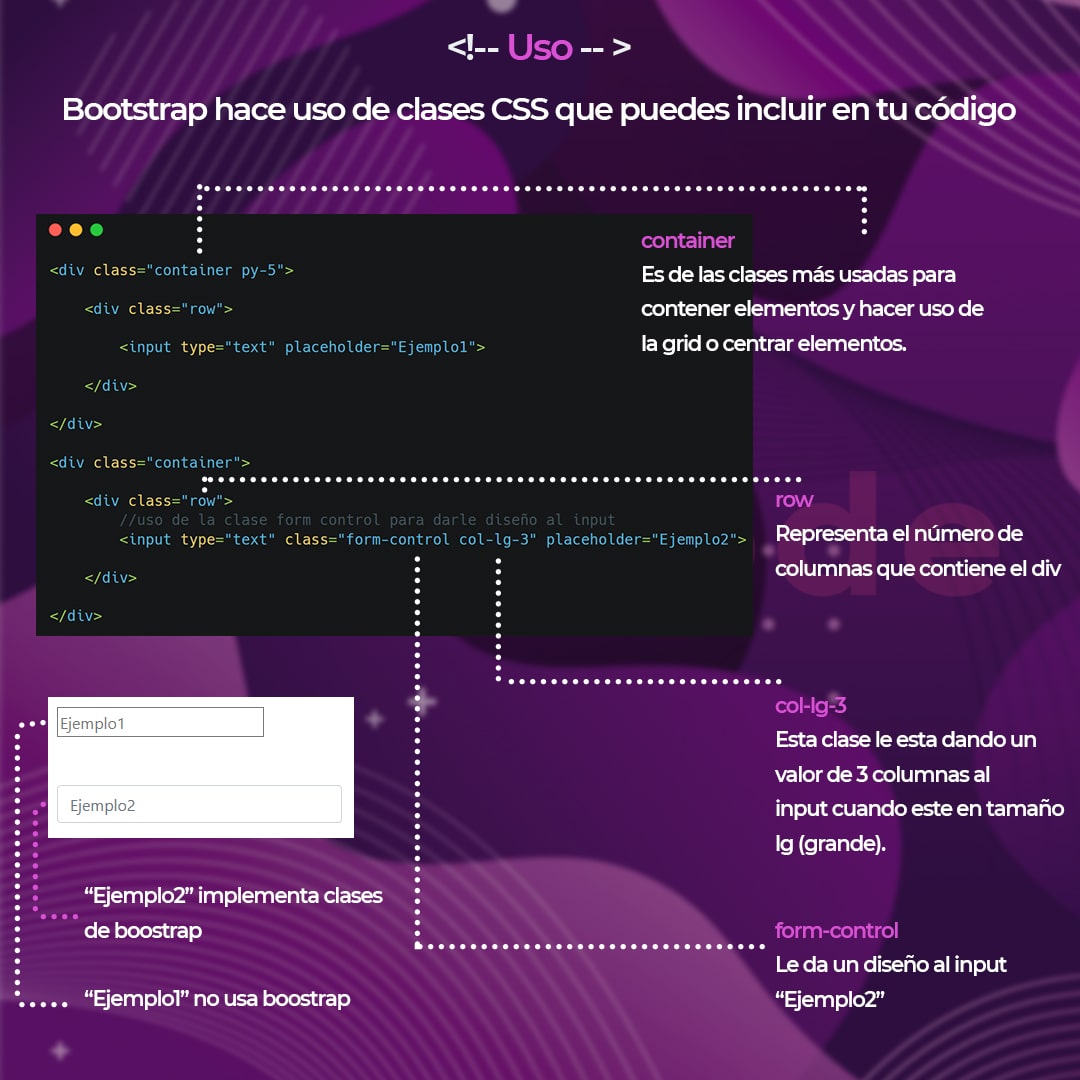 <!-- Uso -- >
Bootstrap hace uso de clases CSS que puedes incluir en tu código
<div class="container py-5">
<div class="row">
<input type="text" placeholder="Ejemplo1">
</div>
</div>
<div class="container">
<div class="row">
//uso de la clase form control para darle diseño al input
<input type="text" class="form-control col-lg-3" placeholder="Ejemplo2">
</div>
</div>
container
Es de las clases más usadas para
contener elementos y hacer uso de
la grid o centrar elementos.
row
Representa el número de
columnas que contiene el div
de
col-lg-3
Esta clase le esta dando un
valor de 3 columnas al
input cuando este en tamaño
lg (grande).
form-control
Le da un diseño al input
“Ejemplo2”
Ejemplo1
Ejemplo2
“Ejemplo2” implementa clases
de boostrap
“Ejemplo1” no usa boostrap